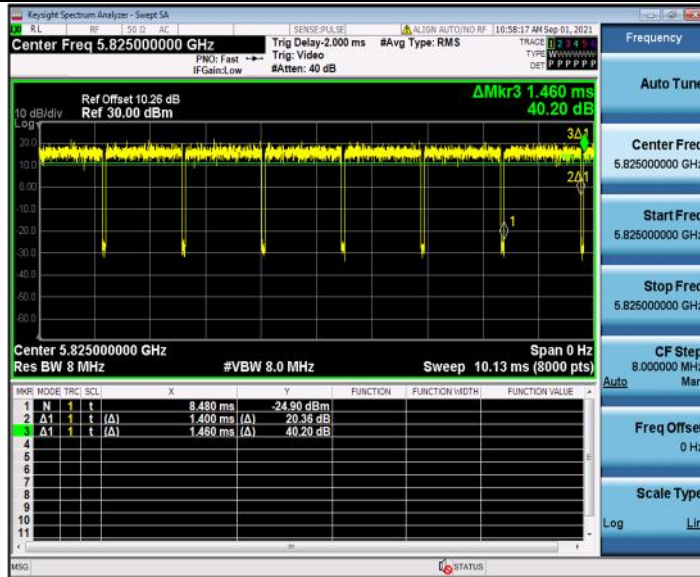 Keysight Spectrum Analyzer - Swept SA
LXI RL RF 50 Ω AC SENSE:PULSE ALIGN AUTO/NO RF 10:58:17 AM Sep 01, 2021
Center Freq 5.825000000 GHz
Trig Delay-2.000 ms #Avg Type: RMS TRACE 1 2 3 4 5 6
PNO: Fast Trig: Video TYPE
IFGain:Low #Atten: 40 dB DET P P P P P P
Frequency
Ref Offset 10.26 dB ΔMkr3 1.460 ms
10 dB/div Ref 30.00 dBm 40.20 dB
Log
20.0
10.0
0.00
-10.0
-20.0
-30.0
-40.0
-50.0
-60.0
3Δ1
2Δ1
1
Center 5.825000000 GHz Span 0 Hz
Res BW 8 MHz #VBW 8.0 MHz Sweep 10.13 ms (8000 pts)
MKR MODE TRC SCL X Y FUNCTION FUNCTION WIDTH FUNCTION VALUE
1 N 1 t 8.480 ms -24.90 dBm
2 Δ1 1 t (Δ) 1.400 ms (Δ) 20.36 dB
3 Δ1 1 t (Δ) 1.460 ms (Δ) 40.20 dB
4
5
6
7
8
9
10
11
MSG STATUS
Auto Tune
Center Freq
5.825000000 GHz
Start Freq
5.825000000 GHz
Stop Freq
5.825000000 GHz
CF Step
8.000000 MHz
Auto Man
Freq Offset
0 Hz
Scale Type
Log Lin